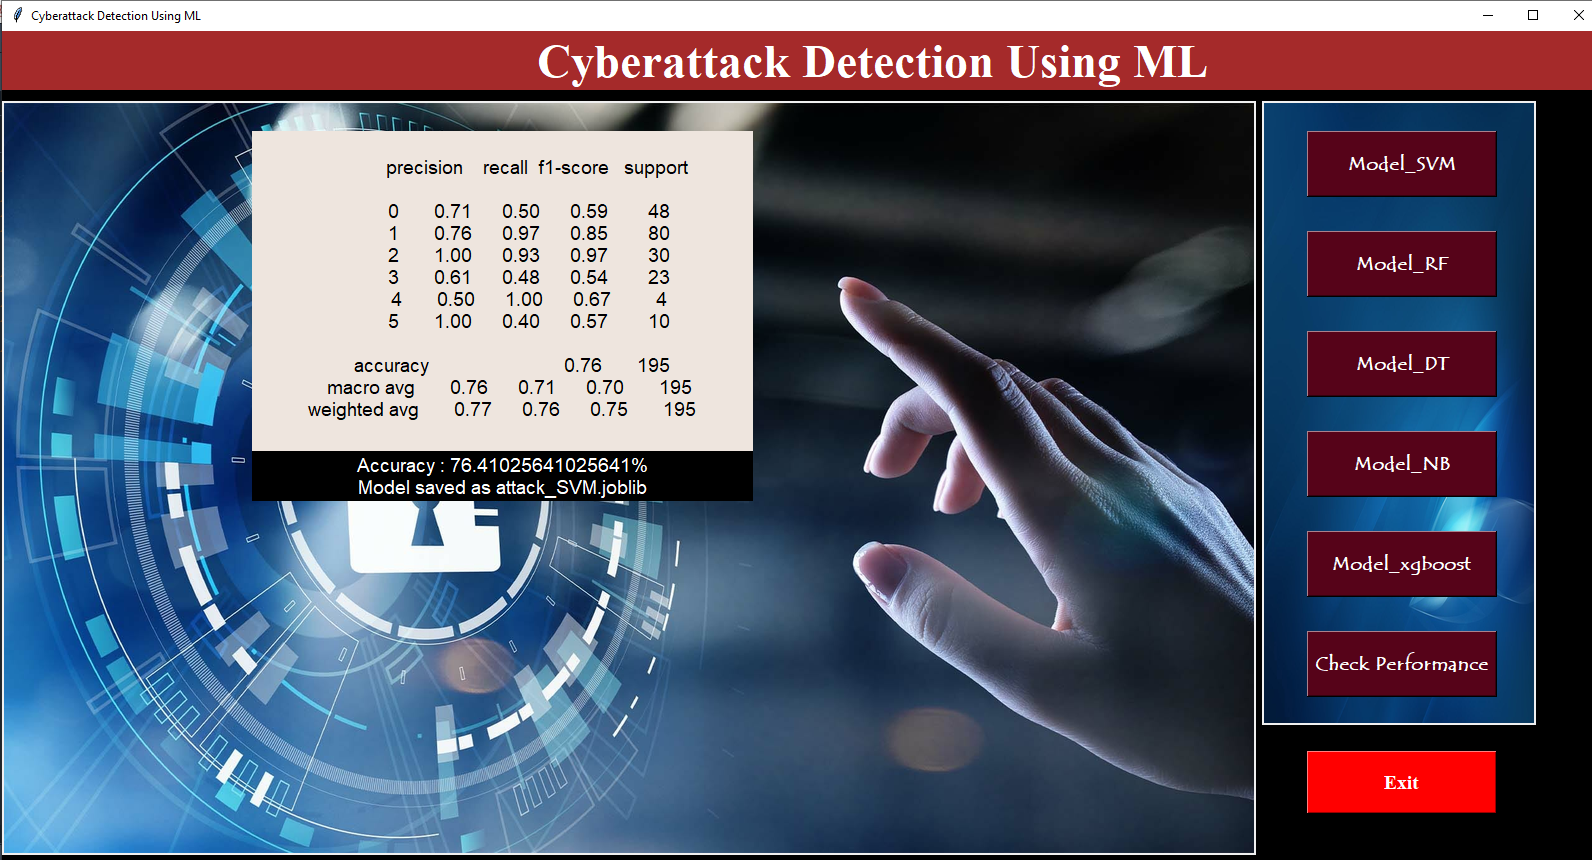 Cyberattack Detection Using ML
Cyberattack Detection Using ML
precision recall f1-score support
0 0.71 0.50 0.59 48
1 0.76 0.97 0.85 80
2 1.00 0.93 0.97 30
3 0.61 0.48 0.54 23
4 0.50 1.00 0.67 4
5 1.00 0.40 0.57 10
accuracy 0.76 195
macro avg 0.76 0.71 0.70 195
weighted avg 0.77 0.76 0.75 195
Accuracy : 76.41025641025641%
Model saved as attack_SVM.joblib
Model_SVM
Model_RF
Model_DT
Model_NB
Model_xgboost
Check Performance
Exit